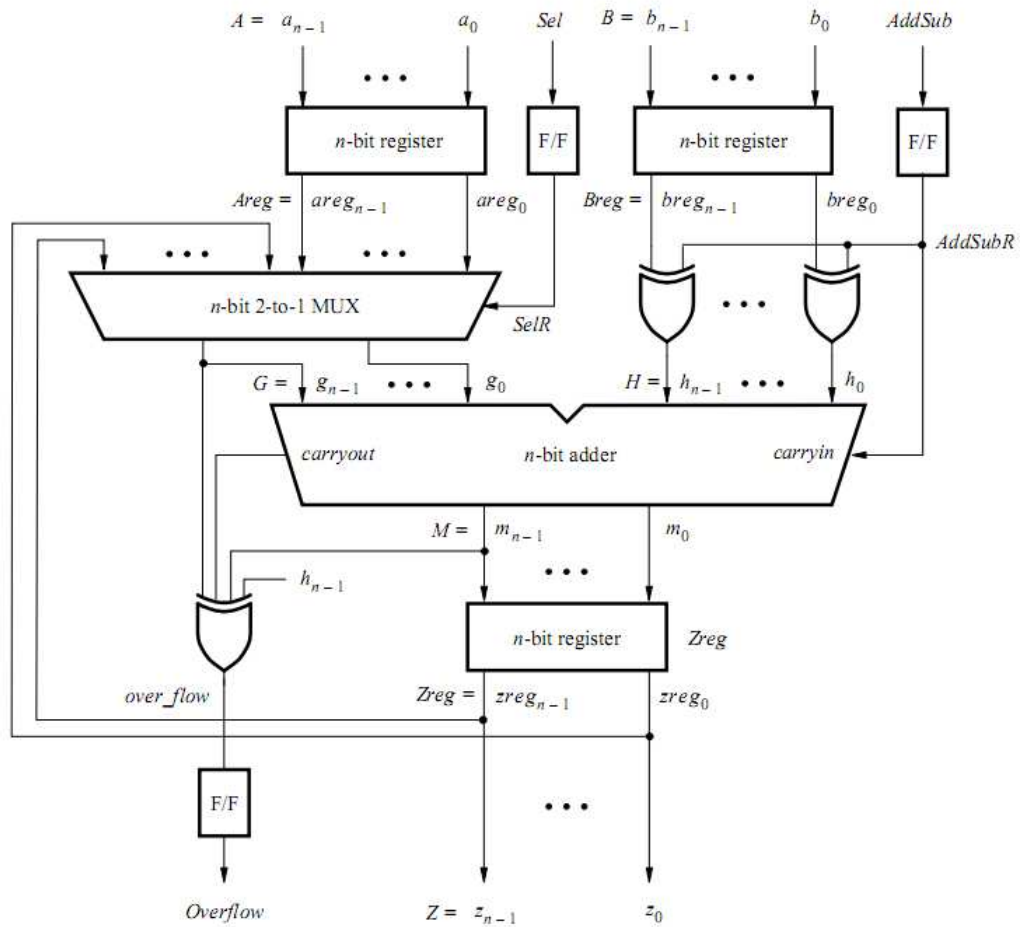 A = a_{n-1} a_0 Sel B = b_{n-1} b_0 AddSub
n-bit register F/F n-bit register F/F
Areg = areg_{n-1} areg_0 Breg = breg_{n-1} breg_0
AddSubR
n-bit 2-to-1 MUX
SelR
G = g_{n-1} g_0 H = h_{n-1} h_0
carryout n-bit adder carryin
M = m_{n-1} m_0
h_{n-1}
n-bit register Zreg
over_flow Zreg = zreg_{n-1} zreg_0
F/F
Overflow Z = z_{n-1} z_0